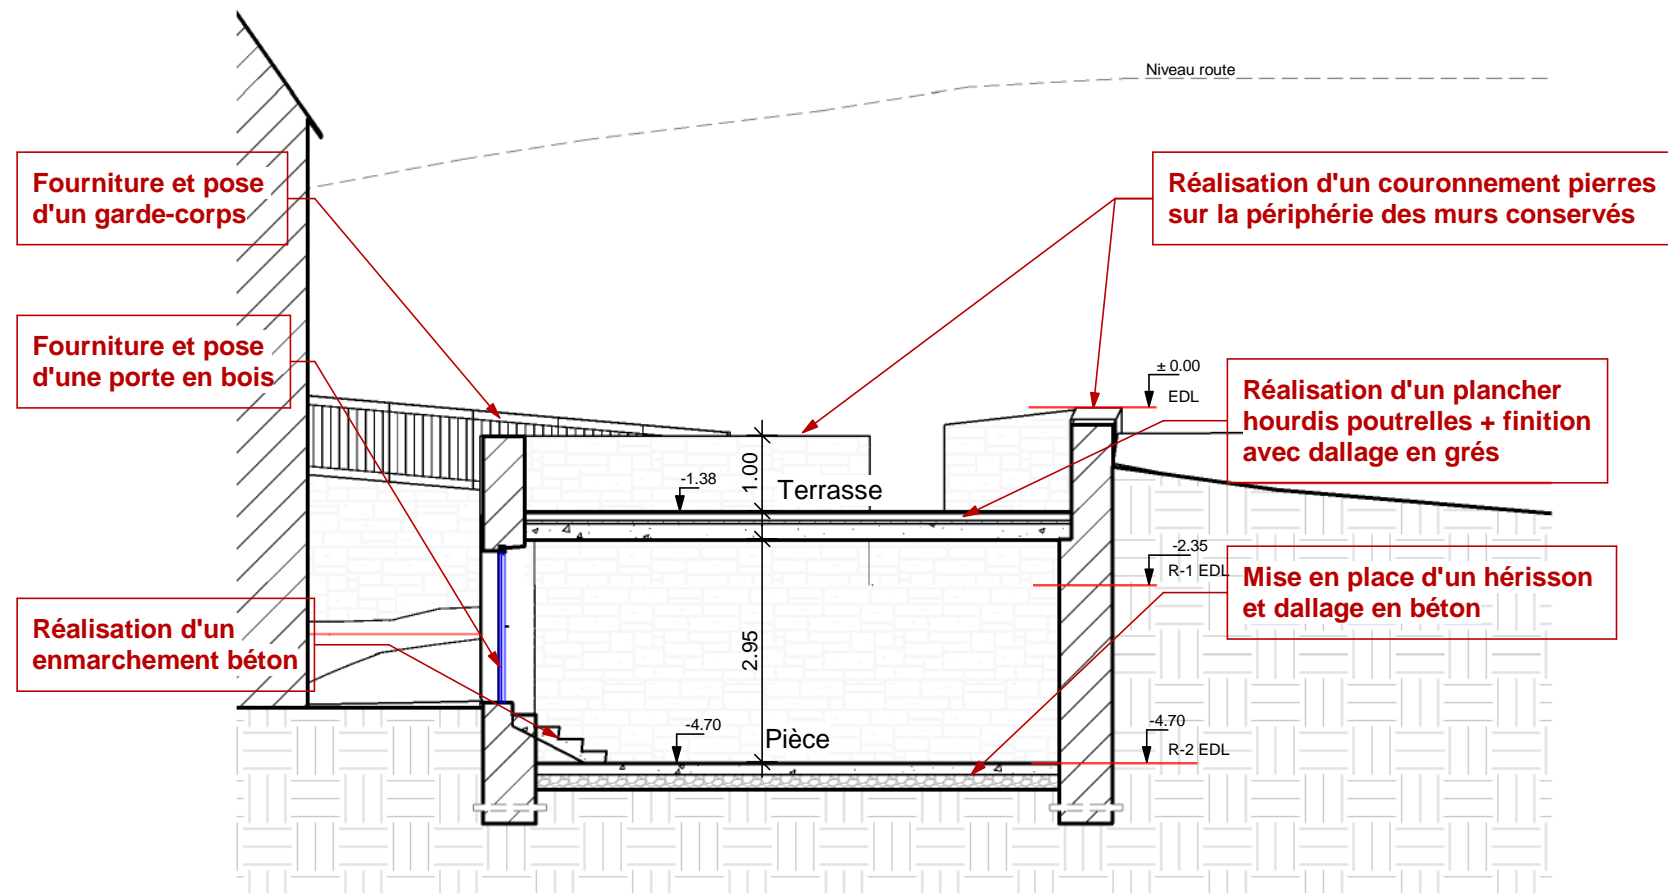 Niveau route
Fourniture et pose
d'un garde-corps
Réalisation d'un couronnement pierres
sur la périphérie des murs conservés
Fourniture et pose
d'une porte en bois
± 0.00
EDL
Réalisation d'un plancher
hourdis poutrelles + finition
avec dallage en grés
-1.38
1.00
Terrasse
-2.35
R-1 EDL
Mise en place d'un hérisson
et dallage en béton
Réalisation d'un
enmarchement béton
2.95
-4.70
Pièce
-4.70
R-2 EDL